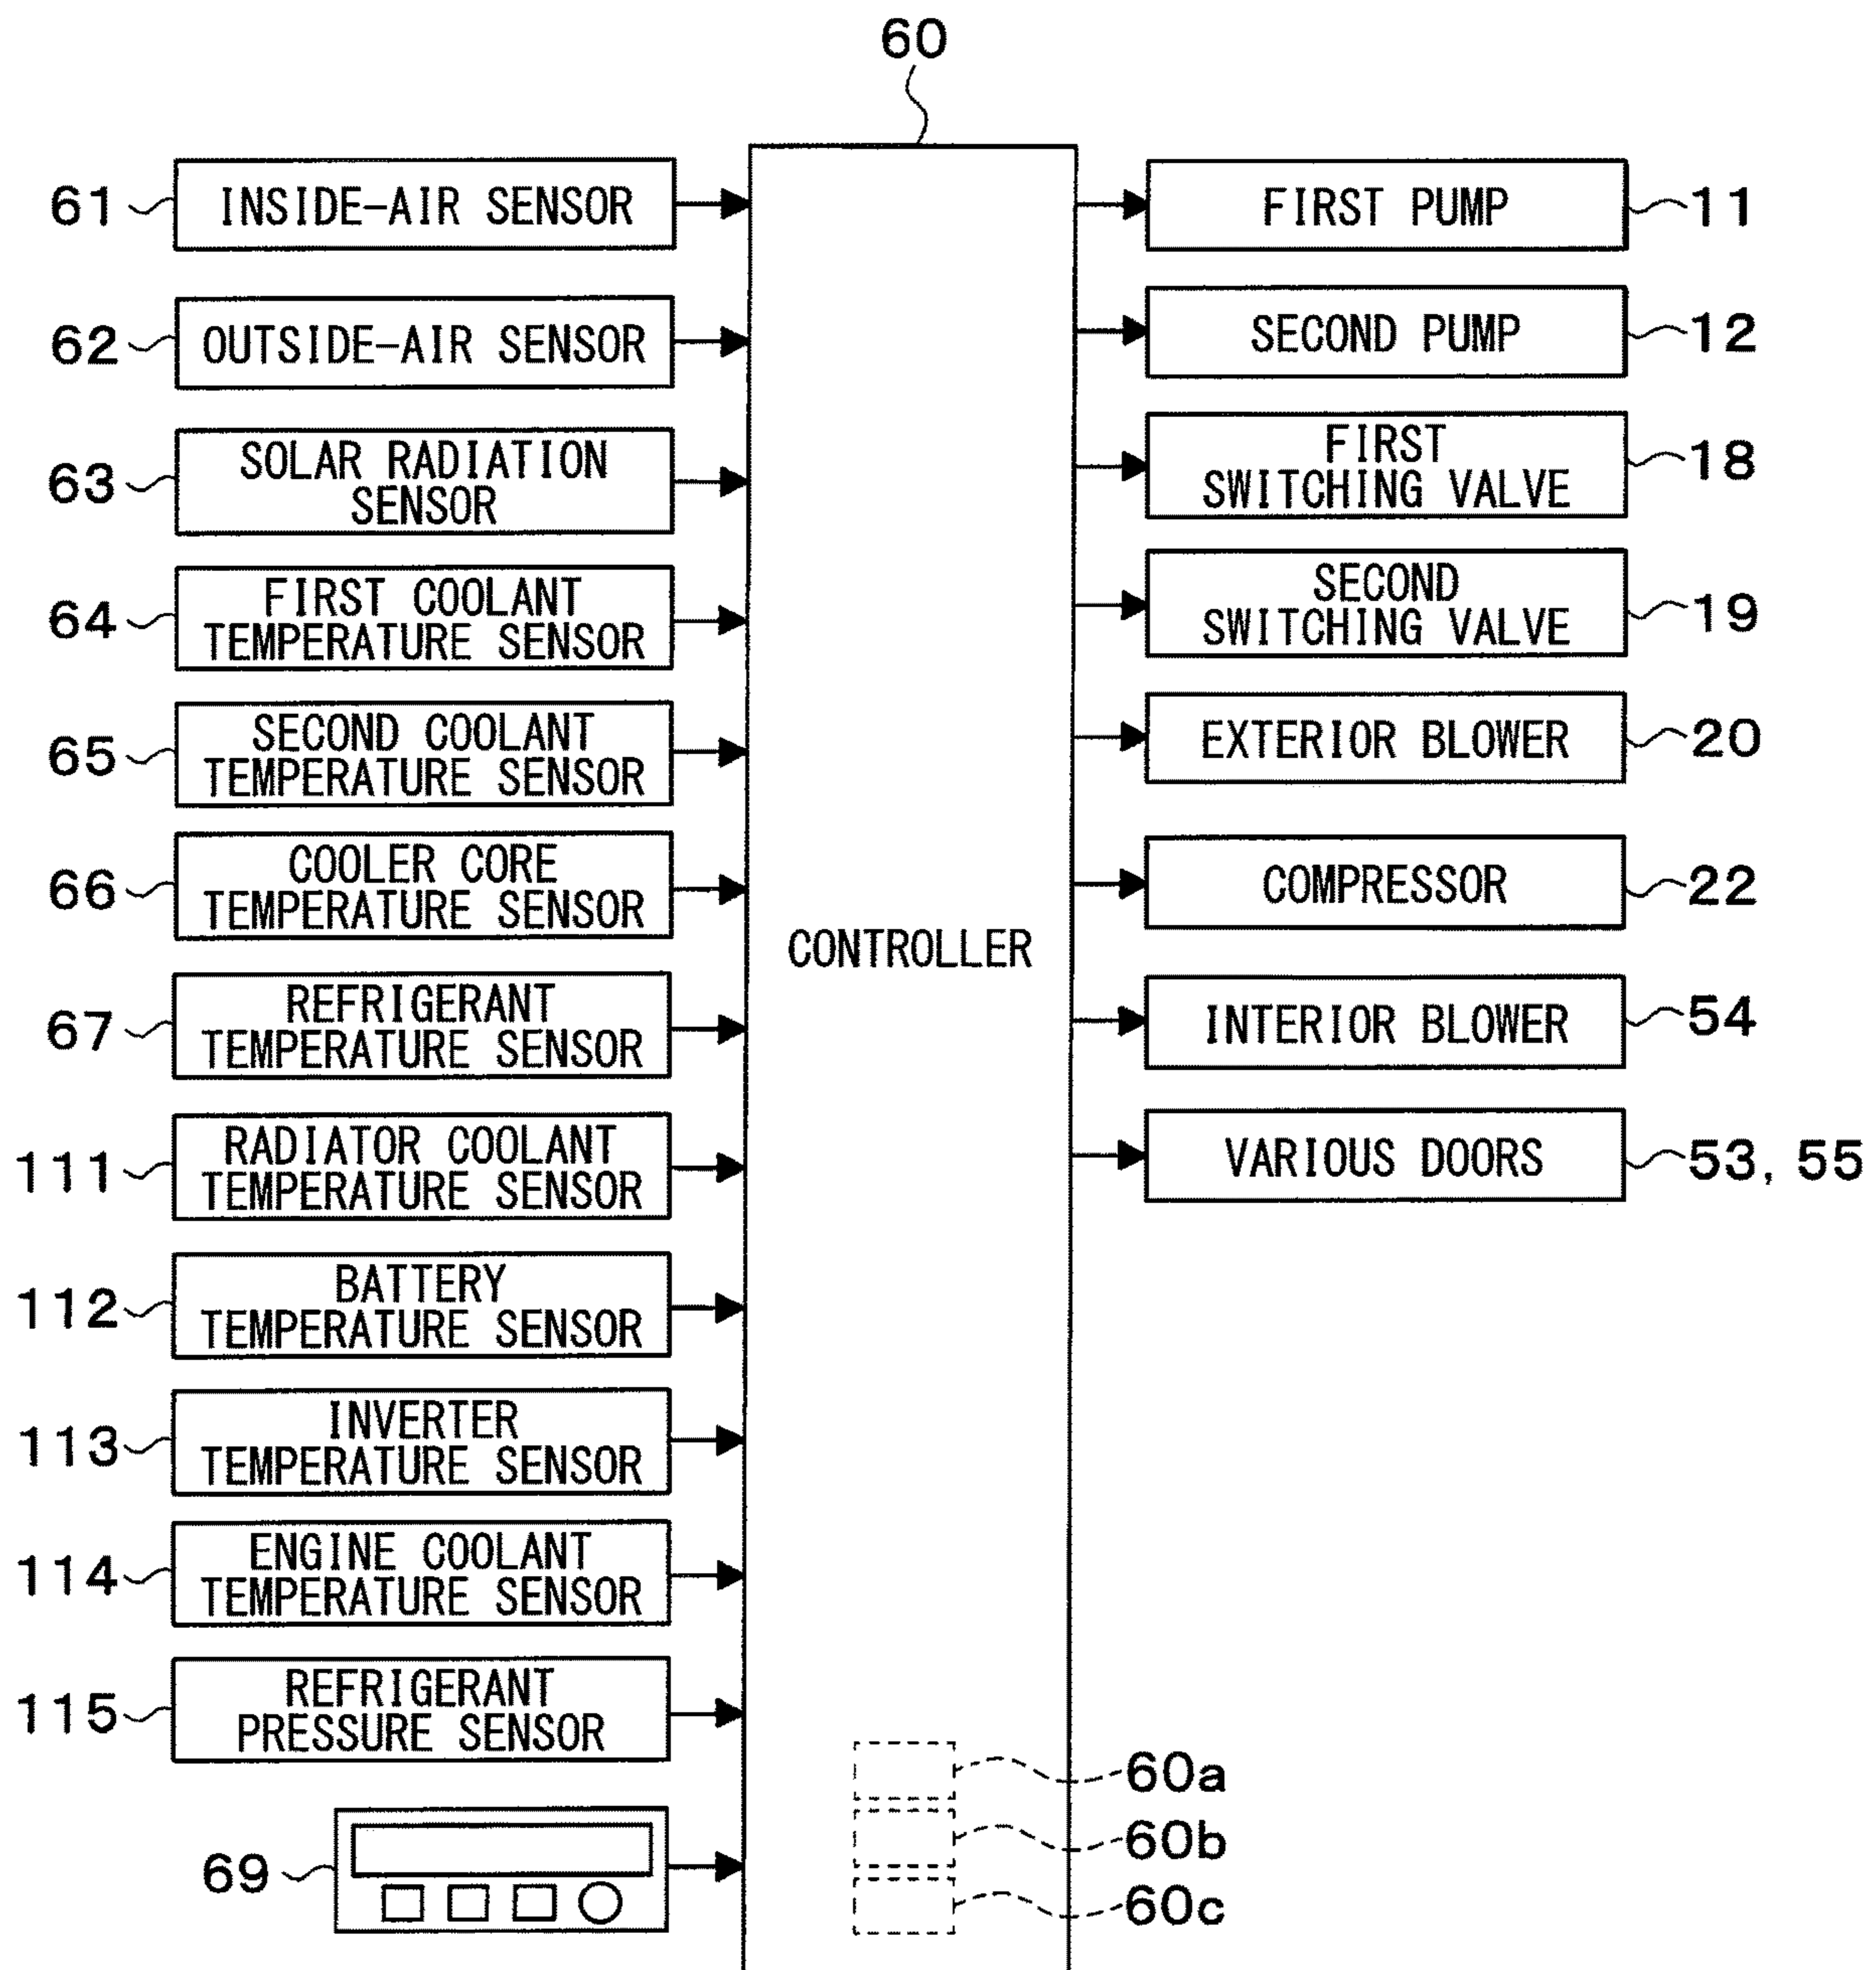 60
61
INSIDE-AIR SENSOR
62
OUTSIDE-AIR SENSOR
63
SOLAR RADIATION
SENSOR
64
FIRST COOLANT
TEMPERATURE SENSOR
65
SECOND COOLANT
TEMPERATURE SENSOR
66
COOLER CORE
TEMPERATURE SENSOR
67
REFRIGERANT
TEMPERATURE SENSOR
111
RADIATOR COOLANT
TEMPERATURE SENSOR
112
BATTERY
TEMPERATURE SENSOR
113
INVERTER
TEMPERATURE SENSOR
114
ENGINE COOLANT
TEMPERATURE SENSOR
115
REFRIGERANT
PRESSURE SENSOR
69
CONTROLLER
60a
60b
60c
FIRST PUMP
11
SECOND PUMP
12
FIRST
SWITCHING VALVE
18
SECOND
SWITCHING VALVE
19
EXTERIOR BLOWER
20
COMPRESSOR
22
INTERIOR BLOWER
54
VARIOUS DOORS
53, 55